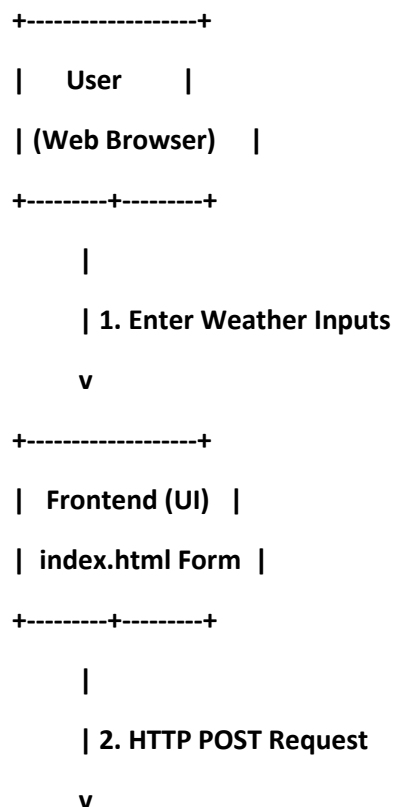 +-------------------+
|      User        |
| (Web Browser)     |
+---------+---------+
|
| 1. Enter Weather Inputs
v
+-------------------+
|   Frontend (UI)   |
|  index.html Form  |
+---------+---------+
|
| 2. HTTP POST Request
v